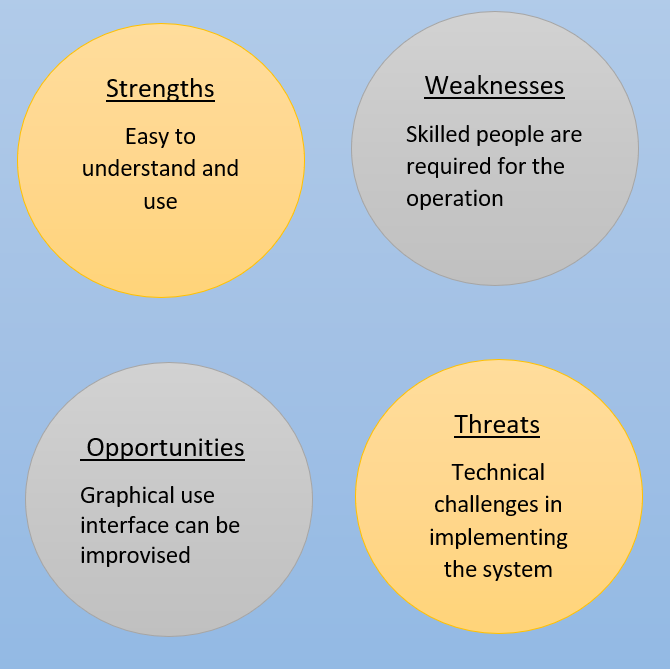 Strengths
Easy to
understand and
use
Weaknesses
Skilled people are
required for the
operation
Opportunities
Graphical use
interface can be
improvised
Threats
Technical
challenges in
implementing
the system